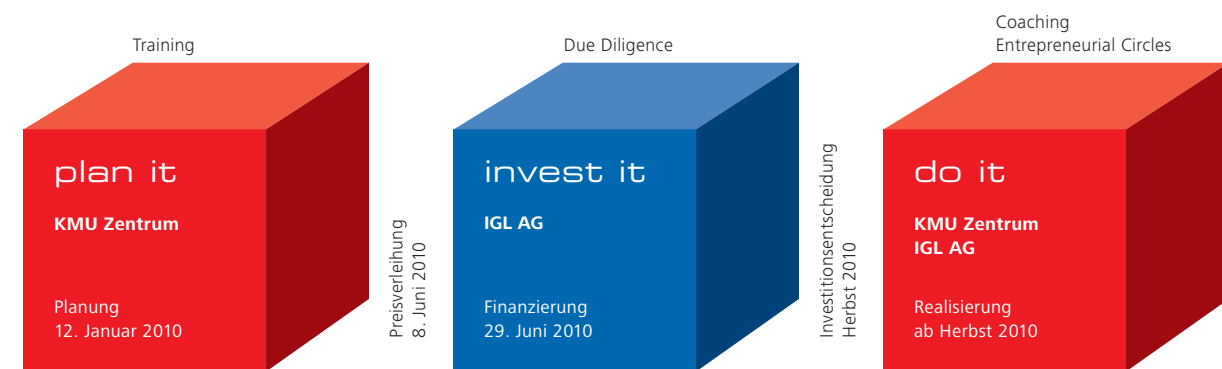 Training
plan it
KMU Zentrum
Planung
12. Januar 2010
Preisverleihung
8. Juni 2010
Due Diligence
invest it
IGL AG
Finanzierung
29. Juni 2010
Investitionsentscheidung
Herbst 2010
Coaching
Entrepreneurial Circles
do it
KMU Zentrum
IGL AG
Realisierung
ab Herbst 2010